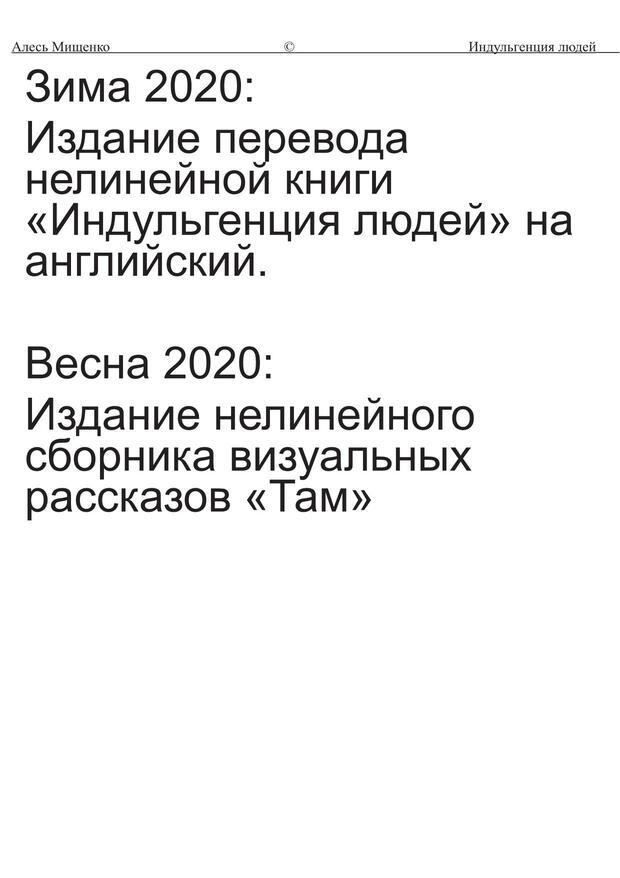 Алесь Мищенко © Индульгенция людей
Зима 2020:
Издание перевода
нелинейной книги
«Индульгенция людей» на
английский.
Весна 2020:
Издание нелинейного
сборника визуальных
рассказов «Там»